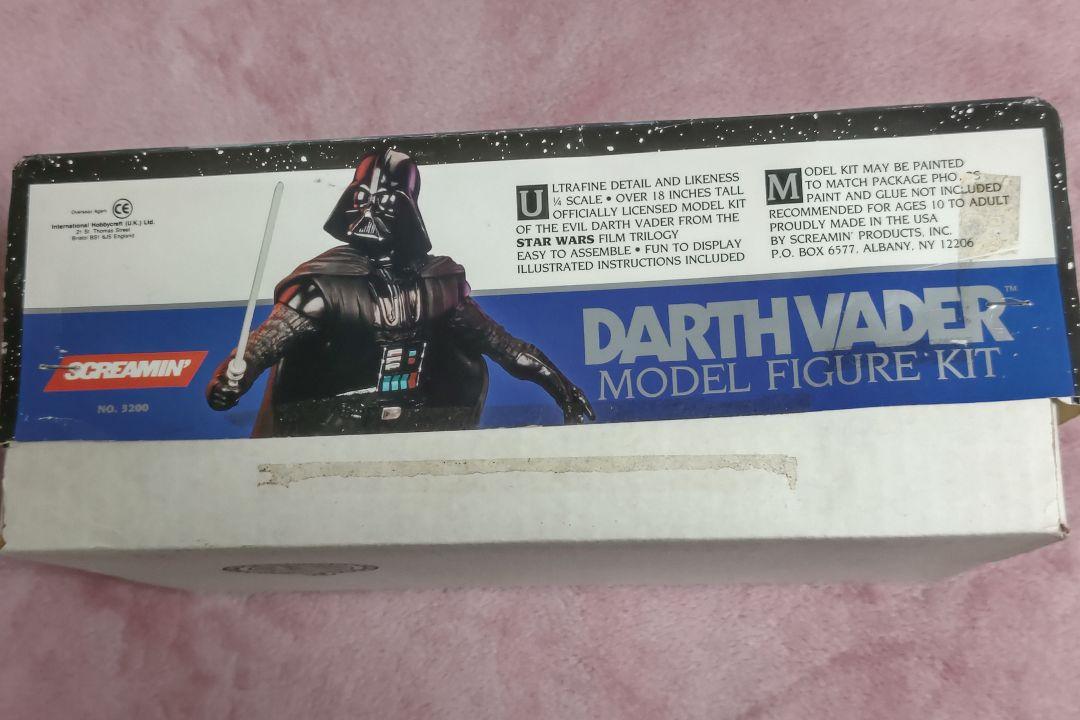 Overseas Agent CE
International Hobbycraft (U.K.) Ltd.
21 St. Thomas Street
Bristol BS1 6JS England
ULTRAFINE DETAIL AND LIKENESS
¼ SCALE • OVER 18 INCHES TALL
OFFICIALLY LICENSED MODEL KIT
OF THE EVIL DARTH VADER FROM THE
STAR WARS FILM TRILOGY
EASY TO ASSEMBLE • FUN TO DISPLAY
ILLUSTRATED INSTRUCTIONS INCLUDED
MODEL KIT MAY BE PAINTED
TO MATCH PACKAGE
PAINT AND GLUE NOT INCLUDED
RECOMMENDED FOR AGES 10 TO ADULT
PROUDLY MADE IN THE USA
BY SCREAMIN' PRODUCTS, INC.
P.O. BOX 6577, ALBANY, NY 12206
DARTH VADER™
MODEL FIGURE KIT
SCREAMIN'
NO. 3200